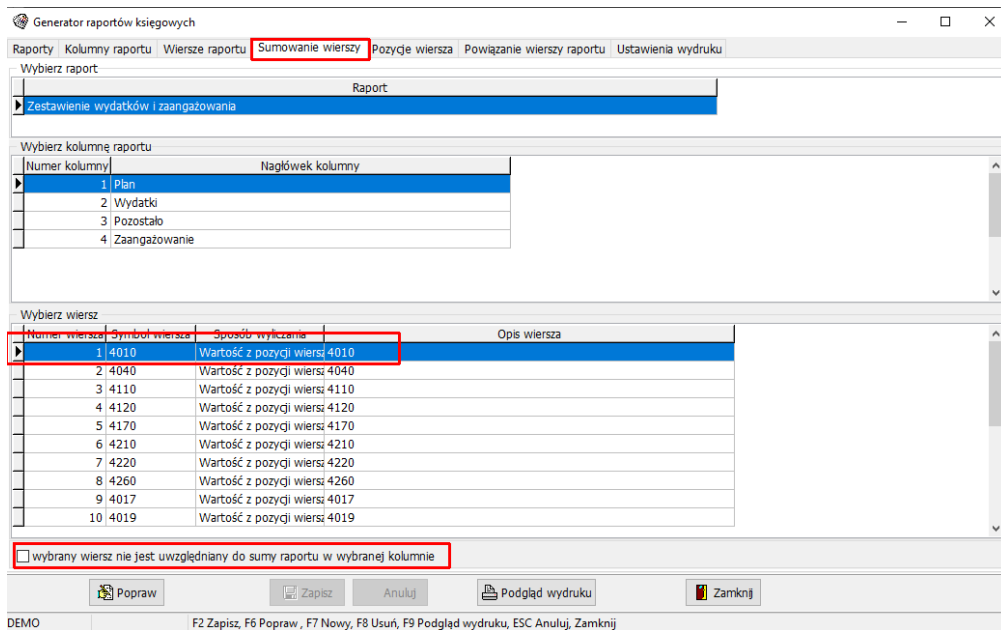 Generator raportów księgowych
Raporty Kolumny raportu Wiersze raportu Sumowanie wierszy Pozycje wiersza Powiązanie wierszy raportu Ustawienia wydruku
Wybierz raport
Raport
Zestawienie wydatków i zaangażowania
Wybierz kolumnę raportu
Numer kolumny Nagłówek kolumny
1 Plan
2 Wydatki
3 Pozostało
4 Zaangażowanie
Wybierz wiersz
Numer wiersza Symbol wiersza Sposób wyliczania Opis wiersza
1 4010 Wartość z pozycji wiersz 4010
2 4040 Wartość z pozycji wiersz 4040
3 4110 Wartość z pozycji wiersz 4110
4 4120 Wartość z pozycji wiersz 4120
5 4170 Wartość z pozycji wiersz 4170
6 4210 Wartość z pozycji wiersz 4210
7 4220 Wartość z pozycji wiersz 4220
8 4260 Wartość z pozycji wiersz 4260
9 4017 Wartość z pozycji wiersz 4017
10 4019 Wartość z pozycji wiersz 4019
wybrany wiersz nie jest uwzględniany do sumy raportu w wybranej kolumnie
Popraw Zapisz Anuluj Podgląd wydruku Zamknij
DEMO F2 Zapisz, F6 Popraw , F7 Nowy, F8 Usuń, F9 Podgląd wydruku, ESC Anuluj, Zamknij